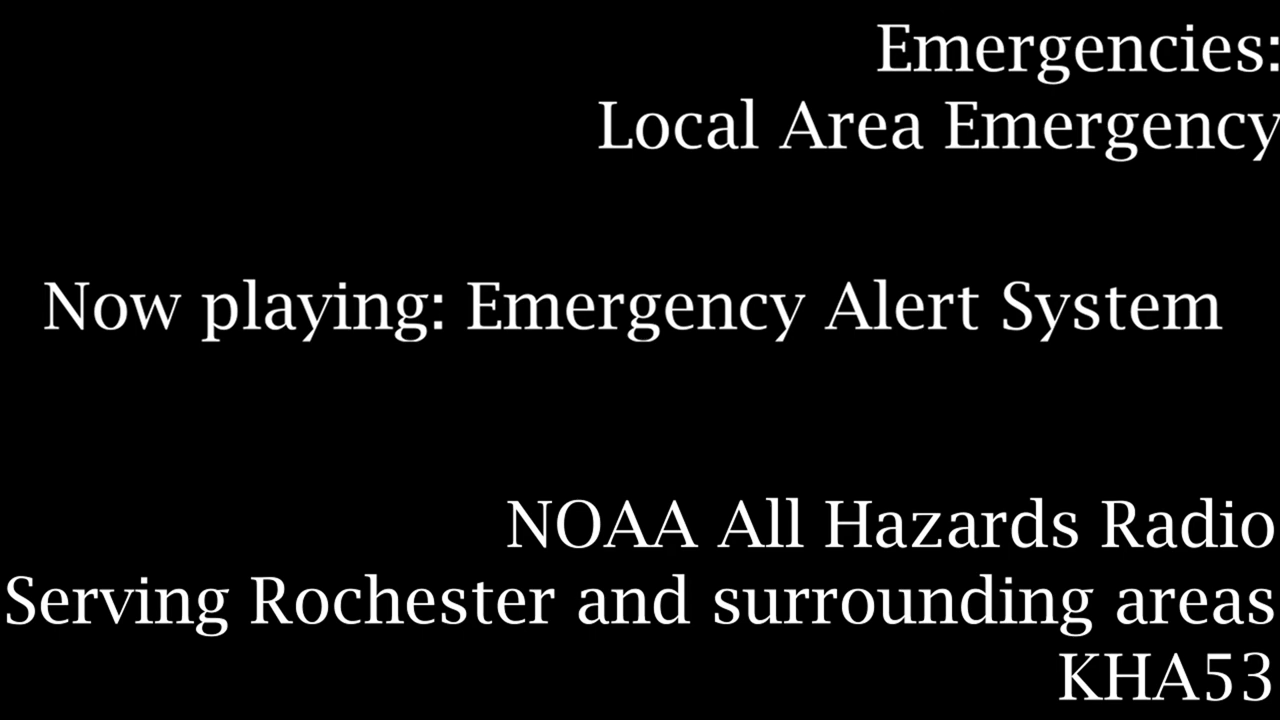 Emergencies:
Local Area Emergency
Now playing: Emergency Alert System
NOAA All Hazards Radio
Serving Rochester and surrounding areas
KHA53